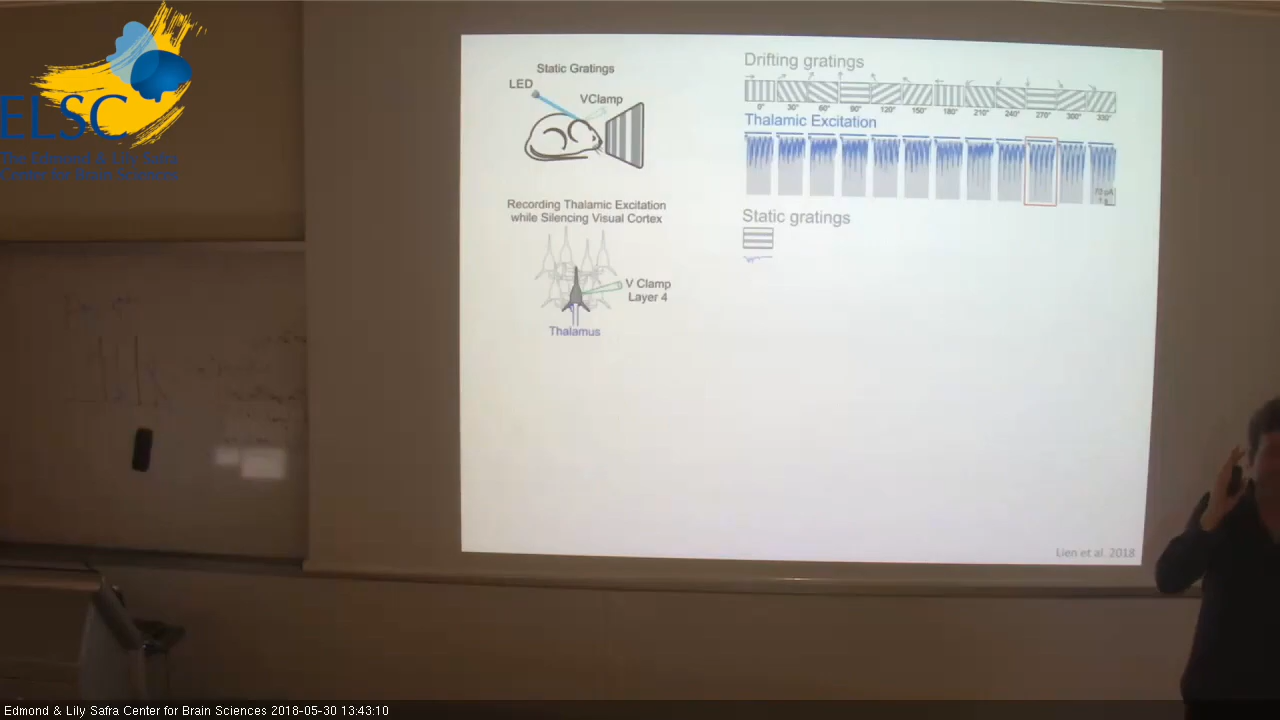 ELSC
The Edmond & Lily Safra
Center for Brain Sciences
Static Gratings
LED
VClamp
Recording Thalamic Excitation
while Silencing Visual Cortex
V Clamp
Layer 4
Thalamus
Drifting gratings
0° 30° 60° 90° 120° 150° 180° 210° 240° 270° 300° 330°
Thalamic Excitation
Static gratings
Lien et al. 2018
Edmond & Lily Safra Center for Brain Sciences 2018-05-30 13:43:10